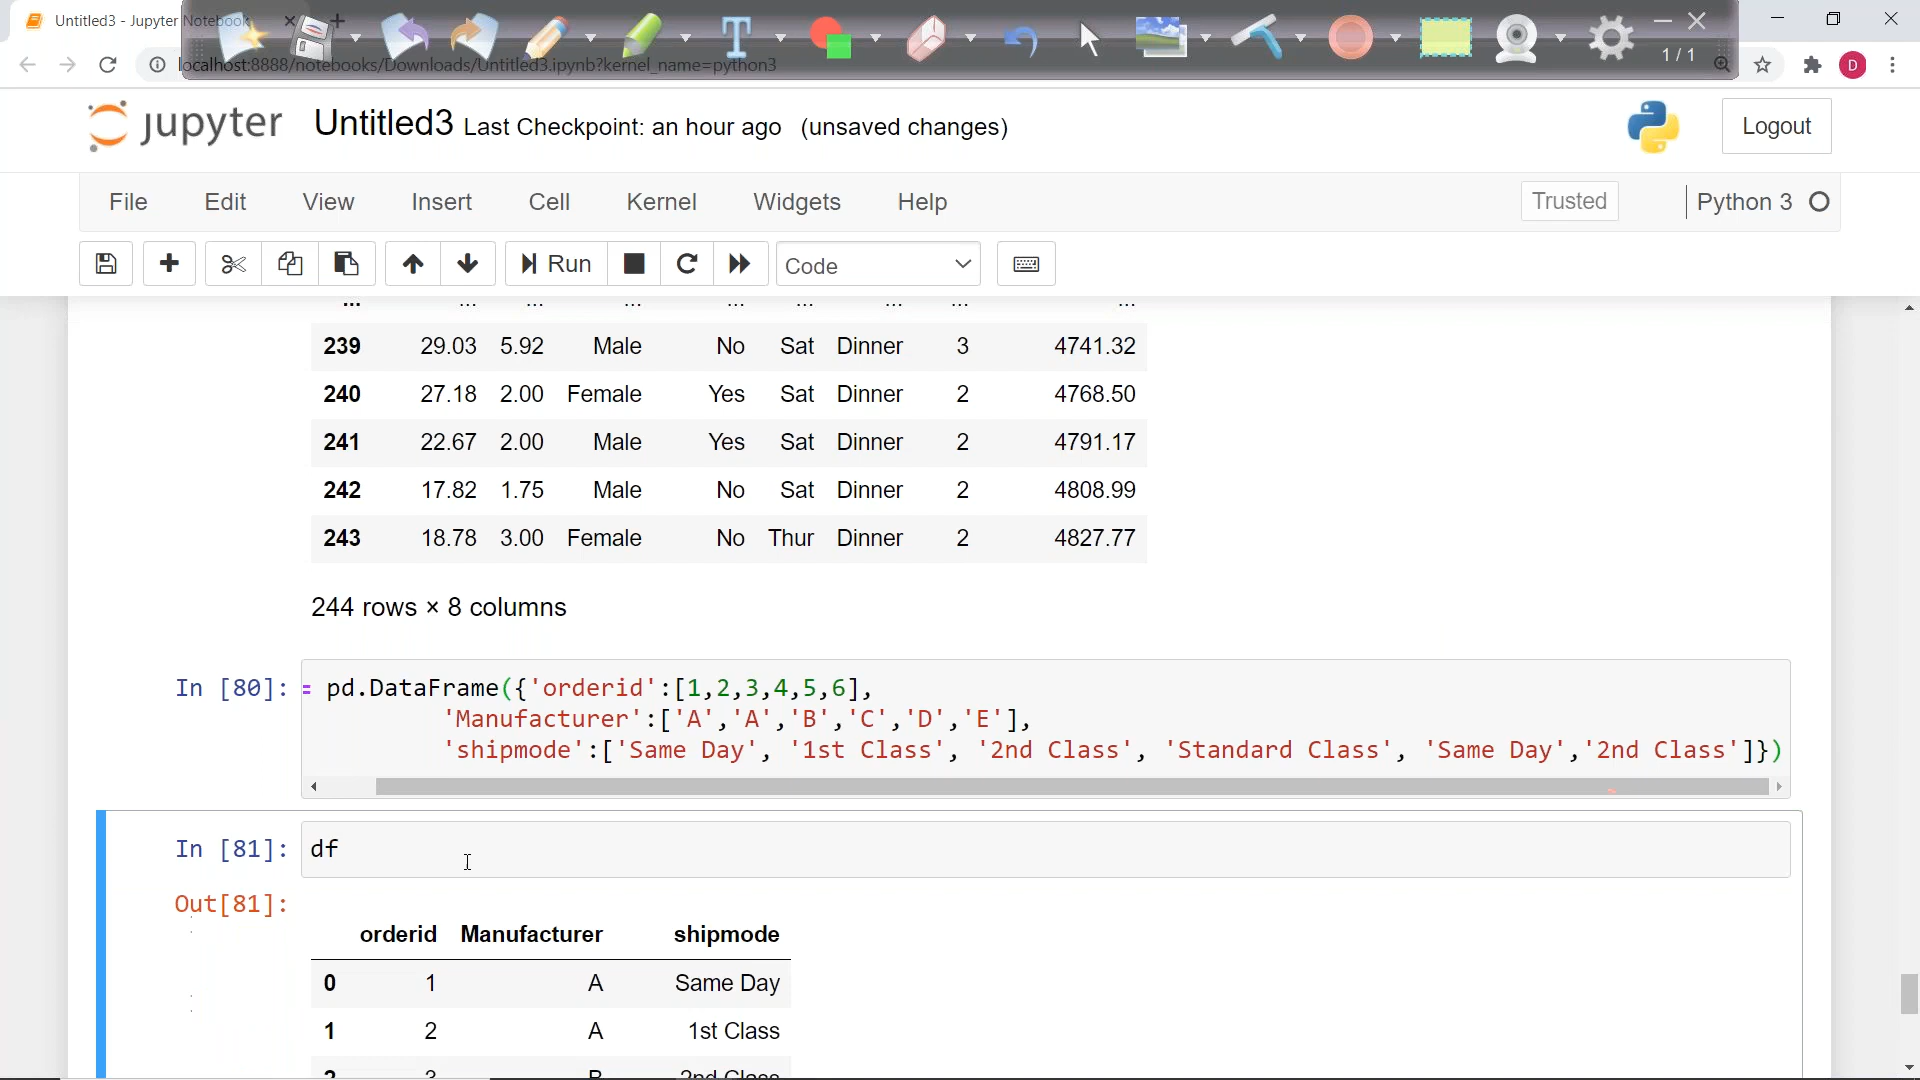 Untitled3 - Jupyter Notebook
localhost:8888/notebooks/Downloads/Untitled3.ipynb?kernel_name=python3
1 / 1
D
jupyter Untitled3 Last Checkpoint: an hour ago (unsaved changes)
Logout
File Edit View Insert Cell Kernel Widgets Help
Trusted Python 3
Run Code
... ... ... ... ... ... ... ... ...
239 29.03 5.92 Male No Sat Dinner 3 4741.32
240 27.18 2.00 Female Yes Sat Dinner 2 4768.50
241 22.67 2.00 Male Yes Sat Dinner 2 4791.17
242 17.82 1.75 Male No Sat Dinner 2 4808.99
243 18.78 3.00 Female No Thur Dinner 2 4827.77
244 rows × 8 columns
In [80]: = pd.DataFrame({'orderid':[1,2,3,4,5,6],
'Manufacturer':['A','A','B','C','D','E'],
'shipmode':['Same Day', '1st Class', '2nd Class', 'Standard Class', 'Same Day','2nd Class']})
In [81]: df
Out[81]:
orderid Manufacturer shipmode
0 1 A Same Day
1 2 A 1st Class
2 3 B 2nd Class